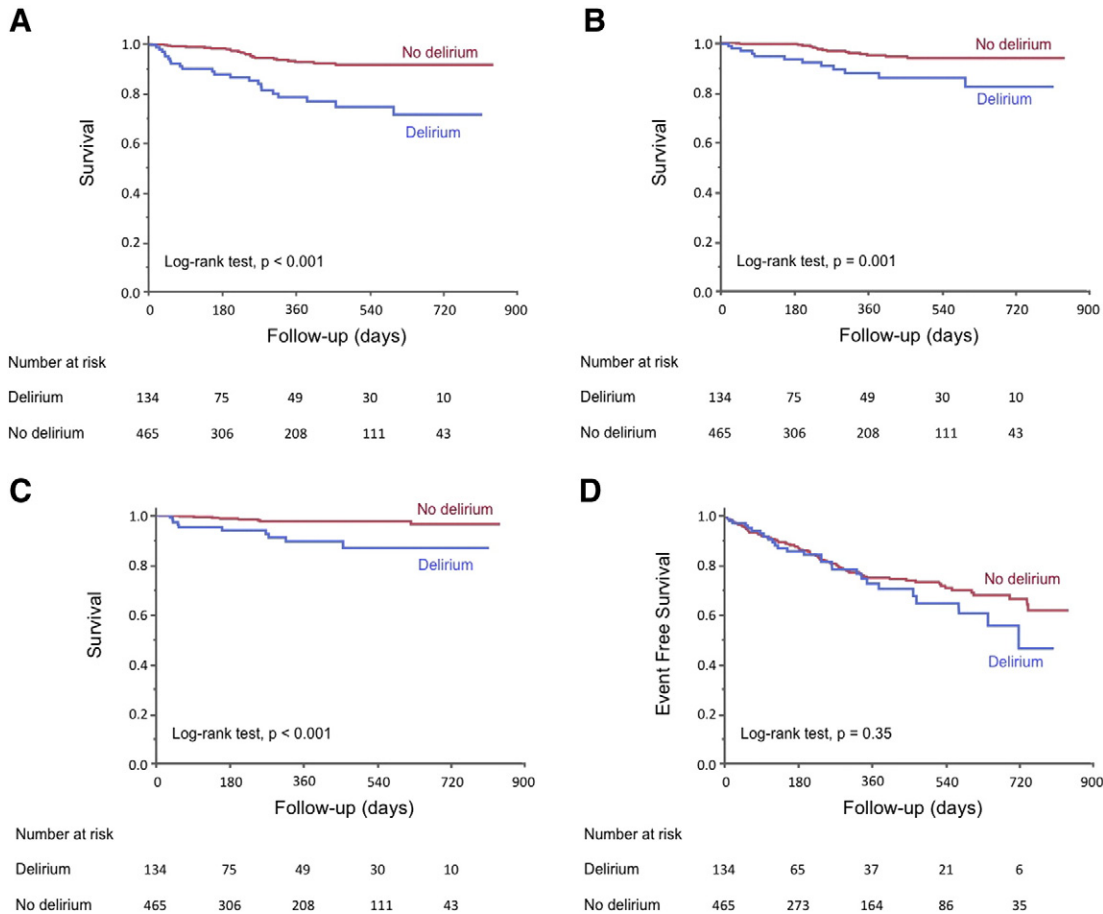 A
1.0
0.8
0.6
0.4
0.2
0.0
Survival
No delirium
Delirium
Log-rank test, p < 0.001
0 180 360 540 720 900
Follow-up (days)
Number at risk
Delirium 134 75 49 30 10
No delirium 465 306 208 111 43
B
1.0
0.8
0.6
0.4
0.2
0.0
Survival
No delirium
Delirium
Log-rank test, p = 0.001
0 180 360 540 720 900
Follow-up (days)
Number at risk
Delirium 134 75 49 30 10
No delirium 465 306 208 111 43
C
1.0
0.8
0.6
0.4
0.2
0.0
Survival
No delirium
Delirium
Log-rank test, p < 0.001
0 180 360 540 720 900
Follow-up (days)
Number at risk
Delirium 134 75 49 30 10
No delirium 465 306 208 111 43
D
1.0
0.8
0.6
0.4
0.2
0.0
Event Free Survival
No delirium
Delirium
Log-rank test, p = 0.35
0 180 360 540 720 900
Follow-up (days)
Number at risk
Delirium 134 65 37 21 6
No delirium 465 273 164 86 35